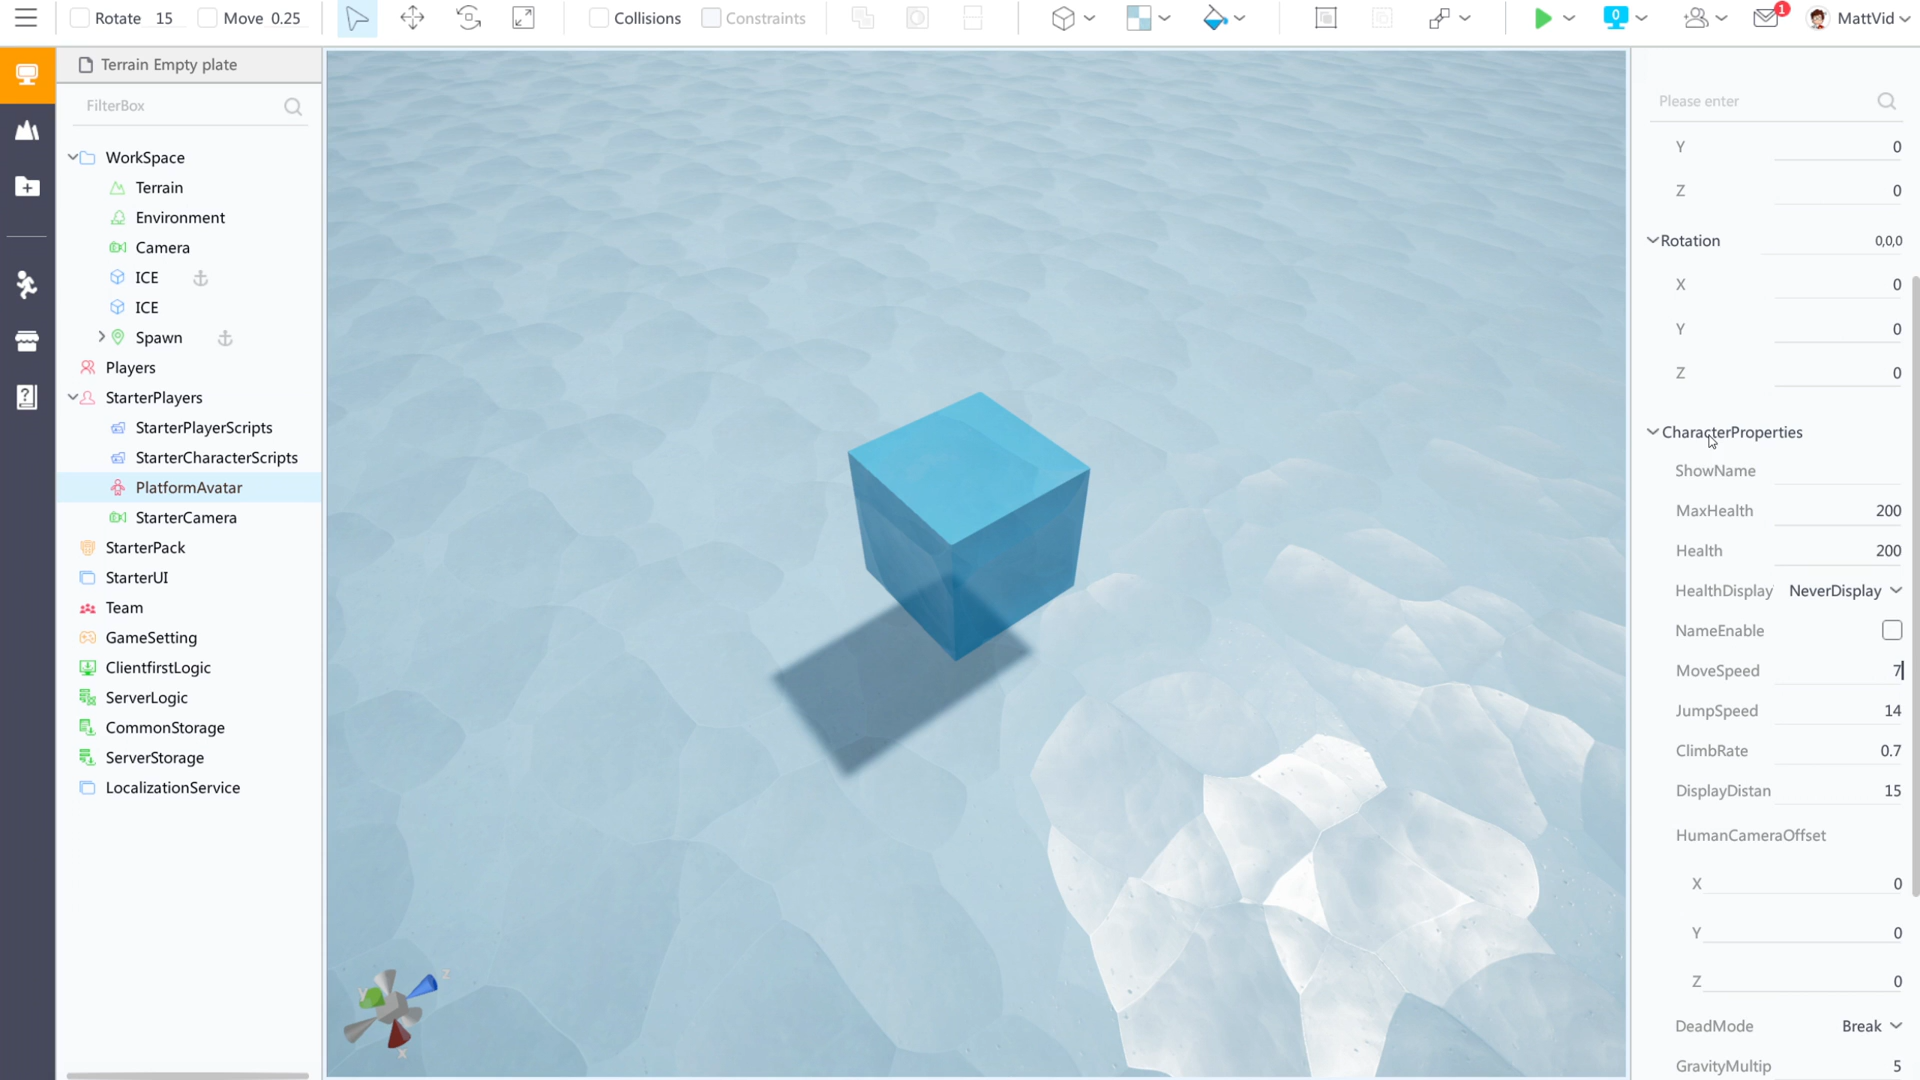 Rotate 15 Move 0.25 Collisions Constraints 0 1 MattVid
Terrain Empty plate
FilterBox
WorkSpace
Terrain
Environment
Camera
ICE
ICE
Spawn
Players
StarterPlayers
StarterPlayerScripts
StarterCharacterScripts
PlatformAvatar
StarterCamera
StarterPack
StarterUI
Team
GameSetting
ClientfirstLogic
ServerLogic
CommonStorage
ServerStorage
LocalizationService
Y Z X
Please enter
Y 0
Z 0
Rotation 0,0,0
X 0
Y 0
Z 0
CharacterProperties
ShowName
MaxHealth 200
Health 200
HealthDisplay NeverDisplay
NameEnable
MoveSpeed 7
JumpSpeed 14
ClimbRate 0.7
DisplayDistan 15
HumanCameraOffset
X 0
Y 0
Z 0
DeadMode Break
GravityMultip 5